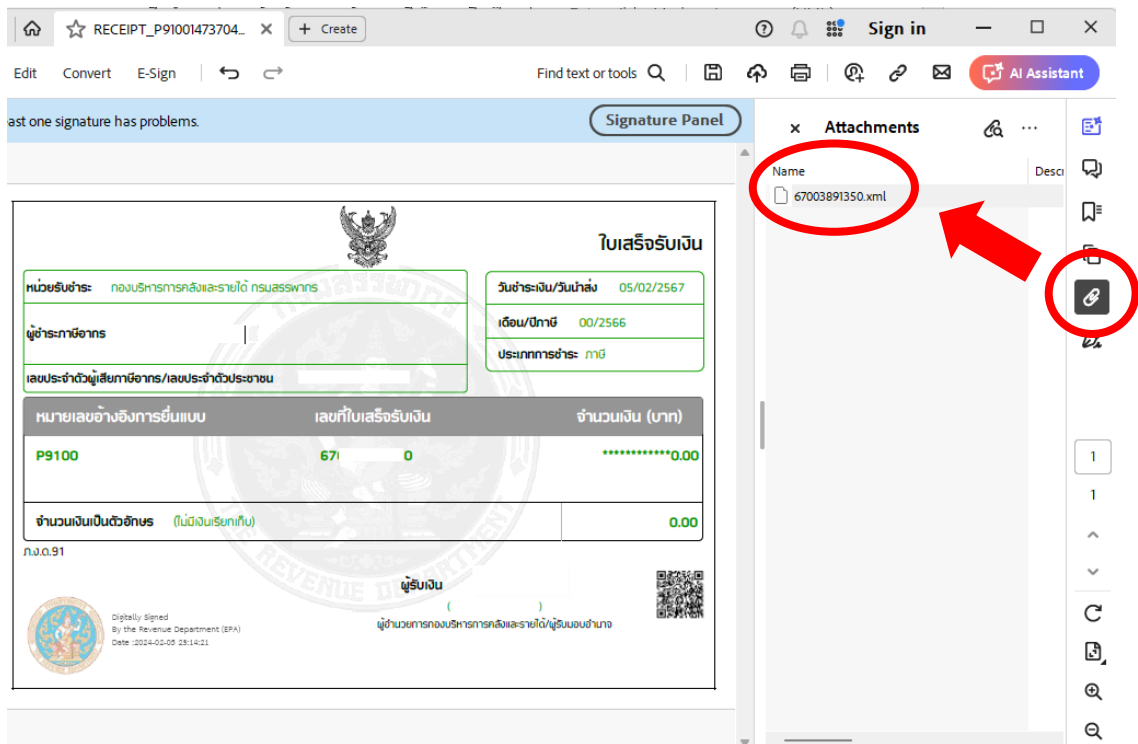 RECEIPT_P91001473704_
+ Create
Sign in
Edit Convert E-Sign
Find text or tools
AI Assistant
ast one signature has problems.
Signature Panel
Attachments
Name
Desc
67003891350.xml
ใบเสร็จรับเงิน
หน่วยรับชำระ กองบริหารการคลังและรายได้ กรมสรรพากร
วันชำระเงิน/วันนำส่ง 05/02/2567
ผู้ชำระภาษีอากร
เดือน/ปีภาษี 00/2566
ประเภทการชำระ ภาษี
เลขประจำตัวผู้เสียภาษีอากร/เลขประจำตัวประชาชน
หมายเลขอ้างอิงการยื่นแบบ เลขที่ใบเสร็จรับเงิน จำนวนเงิน (บาท)
P9100 67 0 ************0.00
จำนวนเงินเป็นตัวอักษร (ไม่มีเงินเรียกเก็บ) 0.00
ภ.ง.ด.91
กรมสรรพากร
THE REVENUE DEPARTMENT
ผู้รับเงิน
( )
ผู้อำนวยการกองบริหารการคลังและรายได้/ผู้รับมอบอำนาจ
Digitally Signed
By the Revenue Department (EPA)
Date :2024-02-05 23:14:21
1
1